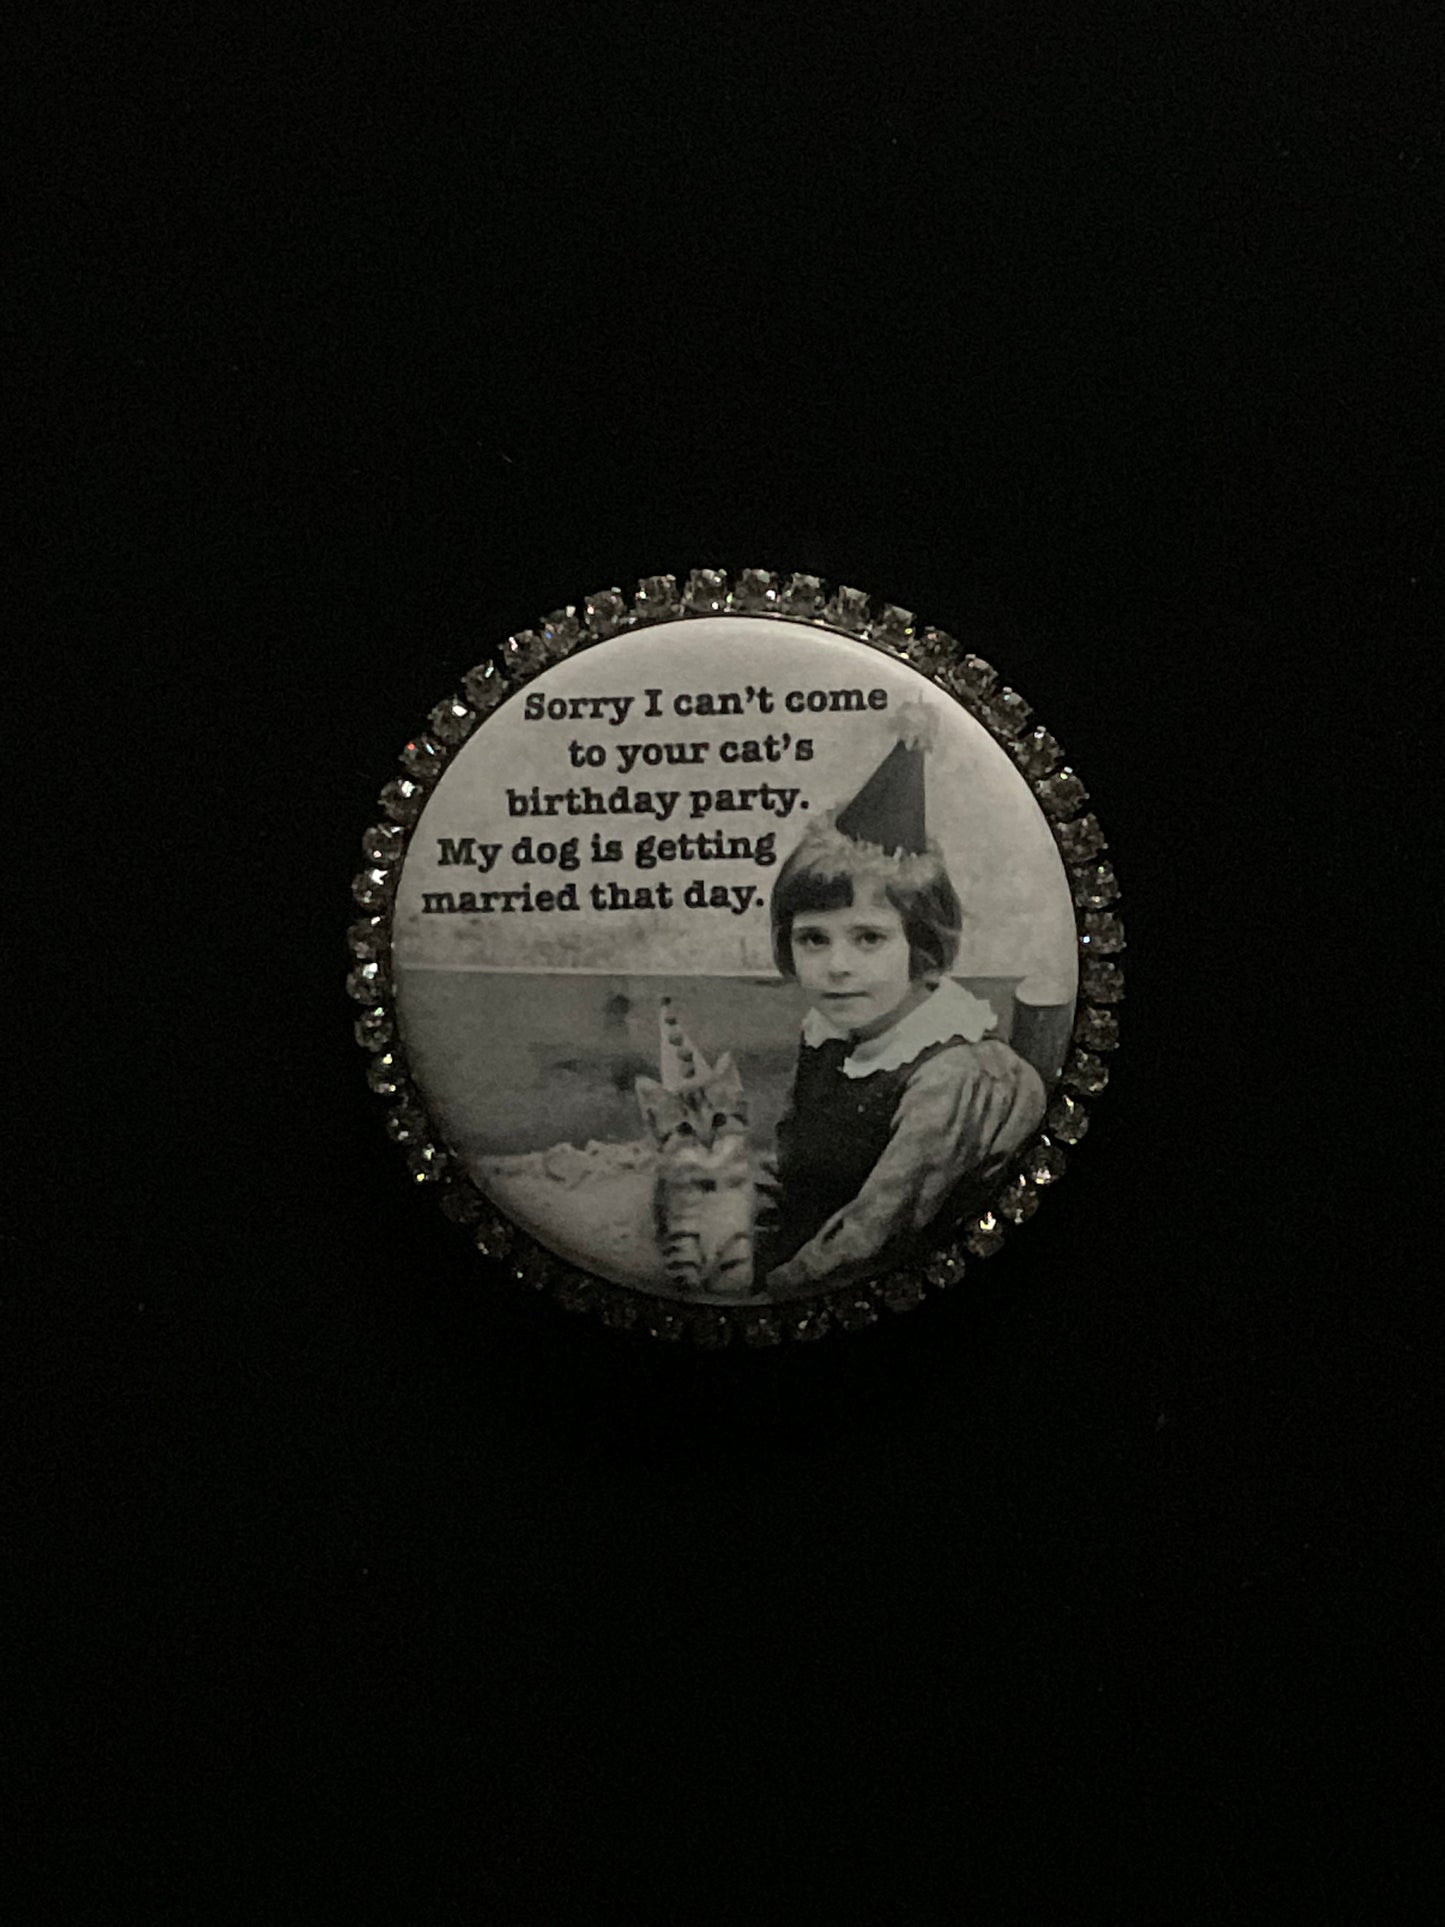 Sorry I can't come
to your cat's
birthday party.
My dog is getting
married that day.